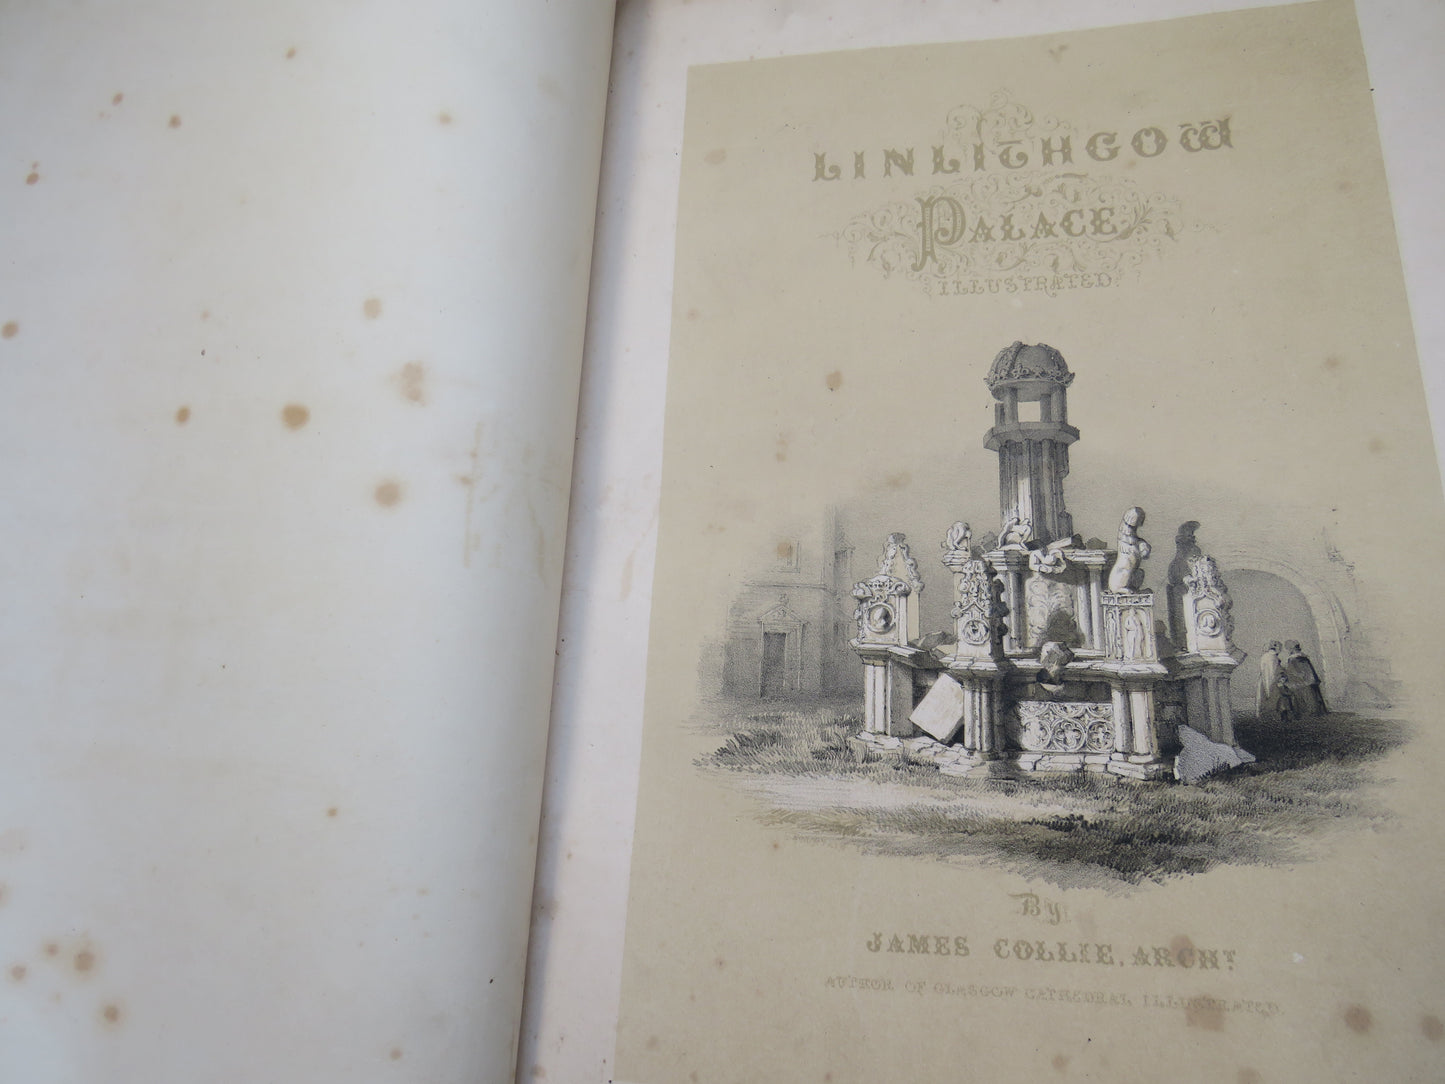 LINLITHGOW
PALACE
ILLUSTRATED.
By
JAMES COLLIE, ARCHT
AUTHOR OF GLASGOW CATHEDRAL ILLUSTRATED.